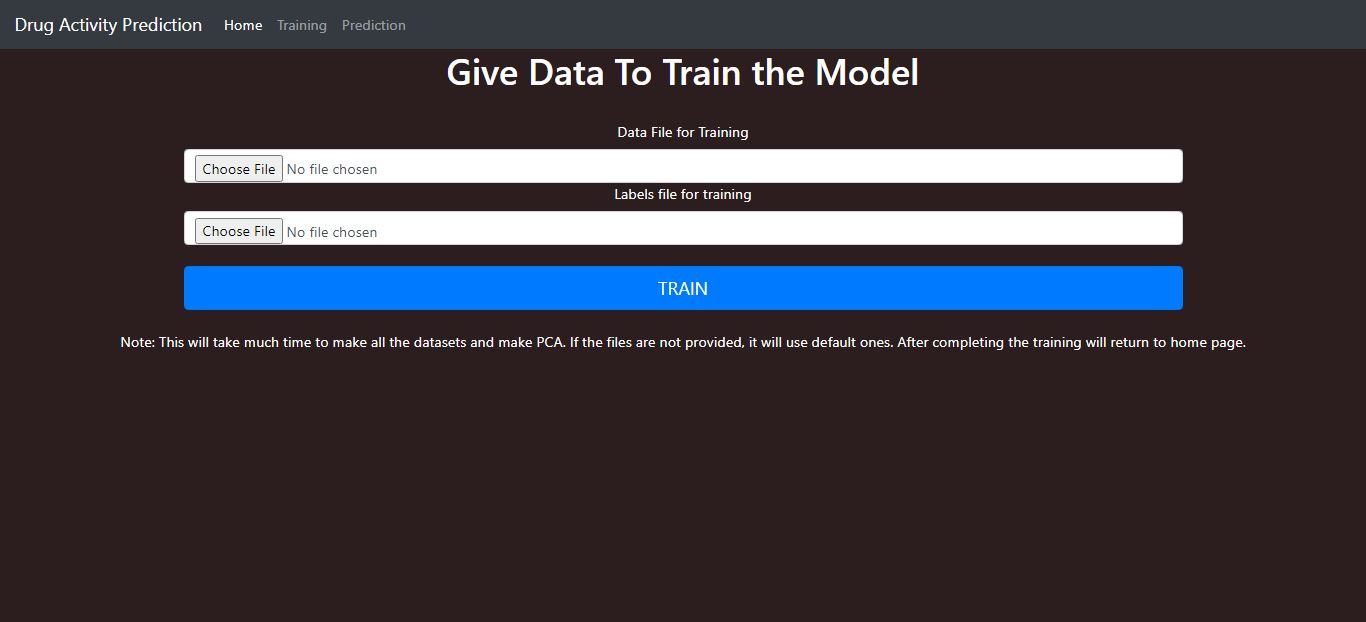 Drug Activity Prediction Home Training Prediction
Give Data To Train the Model
Data File for Training
Choose File No file chosen
Labels file for training
Choose File No file chosen
TRAIN
Note: This will take much time to make all the datasets and make PCA. If the files are not provided, it will use default ones. After completing the training will return to home page.